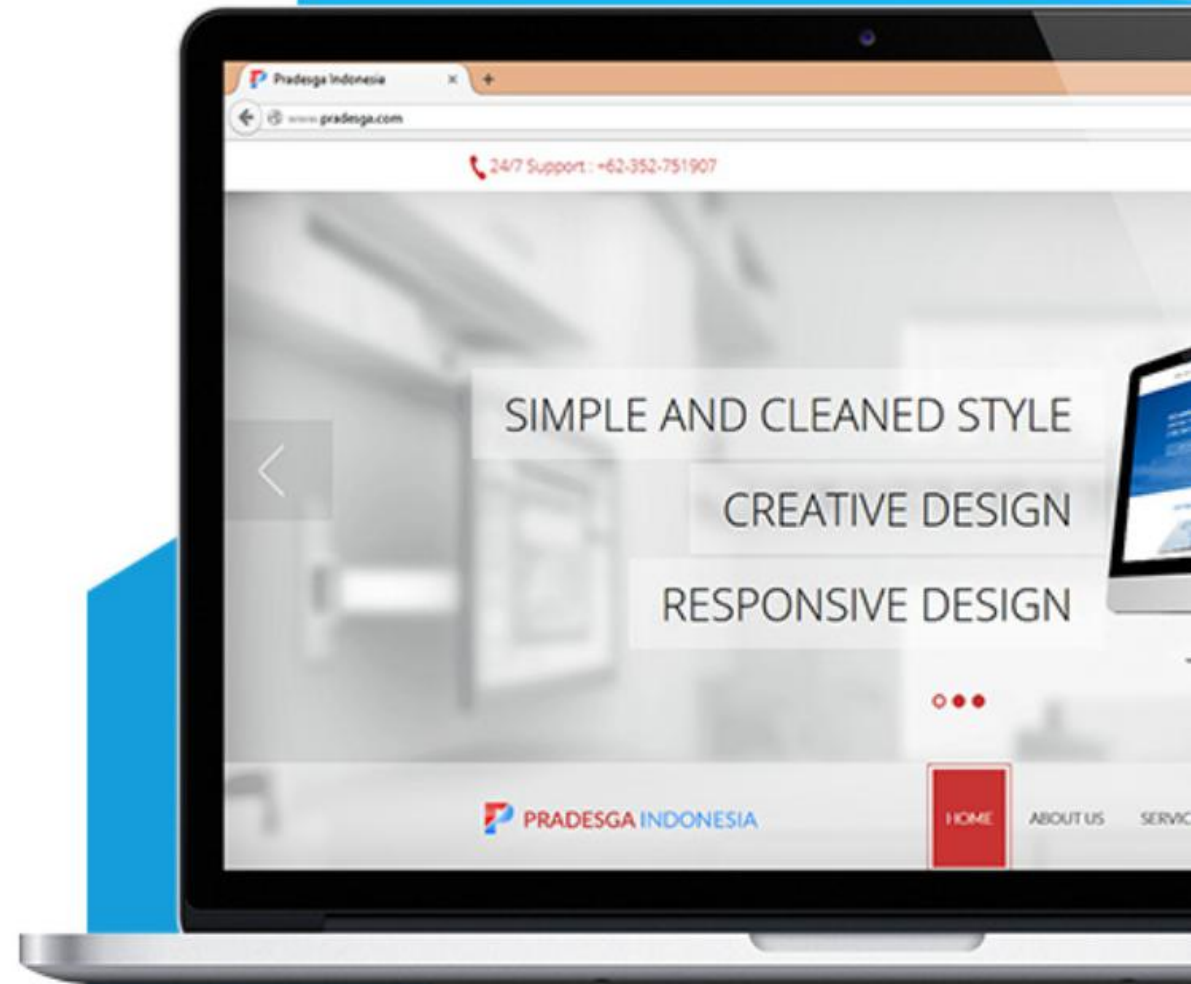 Pradesga Indonesia
www.pradesga.com
24/7 Support : +62-352-751907
SIMPLE AND CLEANED STYLE
CREATIVE DESIGN
RESPONSIVE DESIGN
PRADESGA INDONESIA
HOME ABOUT US SERVIC